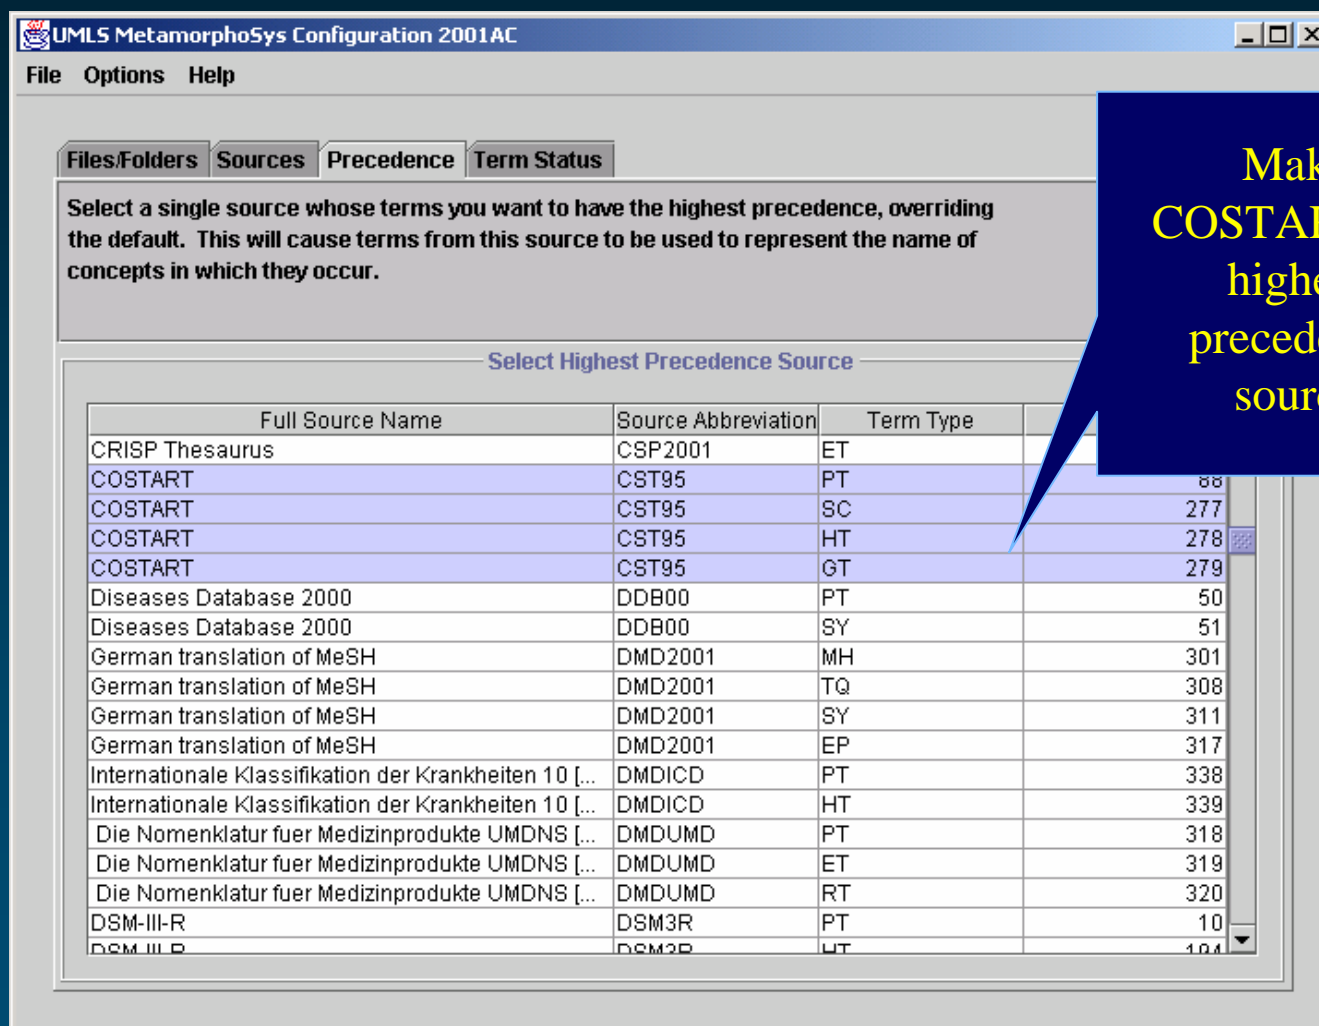 UMLS MetamorphoSys Configuration 2001AC
File Options Help
Files/Folders Sources Precedence Term Status
Select a single source whose terms you want to have the highest precedence, overriding
the default. This will cause terms from this source to be used to represent the name of
concepts in which they occur.
Select Highest Precedence Source
Full Source Name Source Abbreviation Term Type
CRISP Thesaurus CSP2001 ET
COSTART CST95 PT 88
COSTART CST95 SC 277
COSTART CST95 HT 278
COSTART CST95 GT 279
Diseases Database 2000 DDB00 PT 50
Diseases Database 2000 DDB00 SY 51
German translation of MeSH DMD2001 MH 301
German translation of MeSH DMD2001 TQ 308
German translation of MeSH DMD2001 SY 311
German translation of MeSH DMD2001 EP 317
Internationale Klassifikation der Krankheiten 10 [... DMDICD PT 338
Internationale Klassifikation der Krankheiten 10 [... DMDICD HT 339
Die Nomenklatur fuer Medizinprodukte UMDNS [... DMDUMD PT 318
Die Nomenklatur fuer Medizinprodukte UMDNS [... DMDUMD ET 319
Die Nomenklatur fuer Medizinprodukte UMDNS [... DMDUMD RT 320
DSM-III-R DSM3R PT 10
DSM-III-R DSM3R HT 194